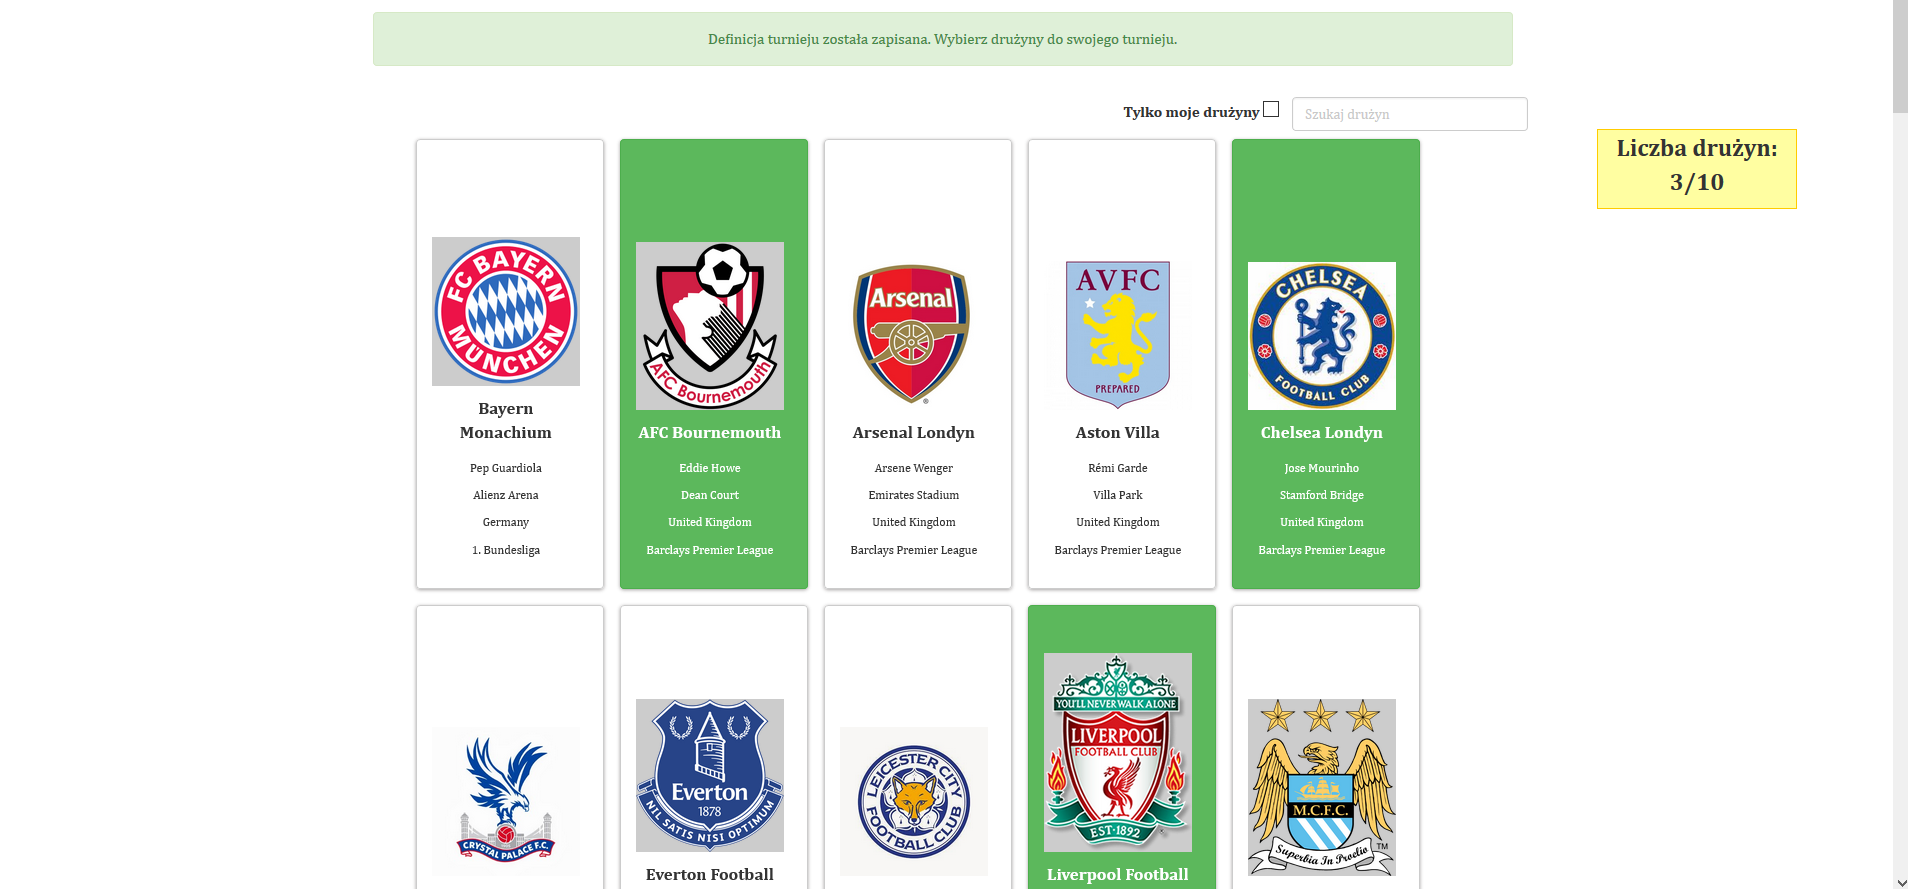 Definicja turnieju została zapisana. Wybierz drużyny do swojego turnieju.
Tylko moje drużyny
Szukaj drużyn
Liczba drużyn:
3/10
FC BAYERN
MÜNCHEN
Bayern
Monachium
Pep Guardiola
Alienz Arena
Germany
1. Bundesliga
AFC Bournemouth
AFC Bournemouth
Eddie Howe
Dean Court
United Kingdom
Barclays Premier League
Arsenal
®
Arsenal Londyn
Arsene Wenger
Emirates Stadium
United Kingdom
Barclays Premier League
AVFC
PREPARED
Aston Villa
Rémi Garde
Villa Park
United Kingdom
Barclays Premier League
CHELSEA
FOOTBALL CLUB
Chelsea Londyn
Jose Mourinho
Stamford Bridge
United Kingdom
Barclays Premier League
CRYSTAL PALACE F.C.
Everton
1878
NIL SATIS NISI OPTIMUM
Everton Football
LEICESTER CITY
FOOTBALL CLUB
YOU'LL NEVER WALK ALONE
LIVERPOOL
FOOTBALL CLUB
EST·1892
Liverpool Football
M.C.F.C.
Superbia In Proelio
TM